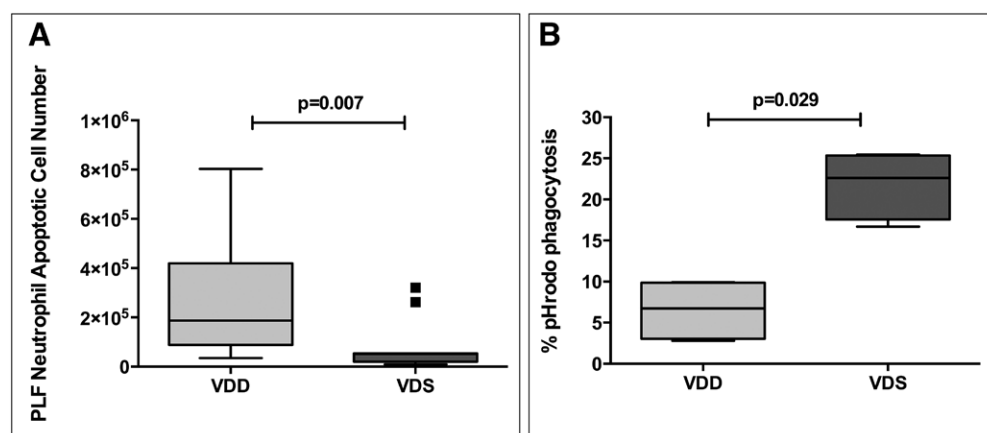 A
PLF Neutrophil Apoptotic Cell Number
p=0.007
1×10⁶
8×10⁵
6×10⁵
4×10⁵
2×10⁵
0
VDD VDS
B
% pHrodo phagocytosis
p=0.029
30
25
20
15
10
5
0
VDD VDS